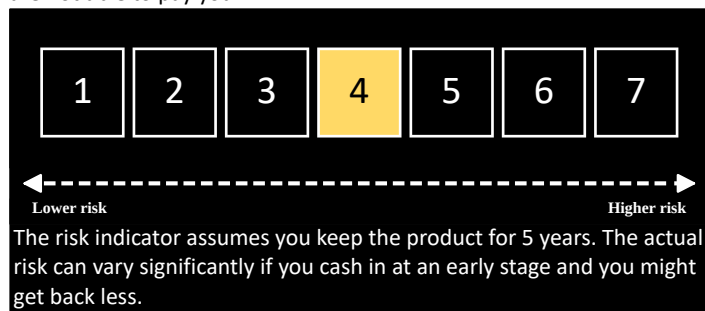 1 2 3 4 5 6 7
Lower risk Higher risk
The risk indicator assumes you keep the product for 5 years. The actual
risk can vary significantly if you cash in at an early stage and you might
get back less.